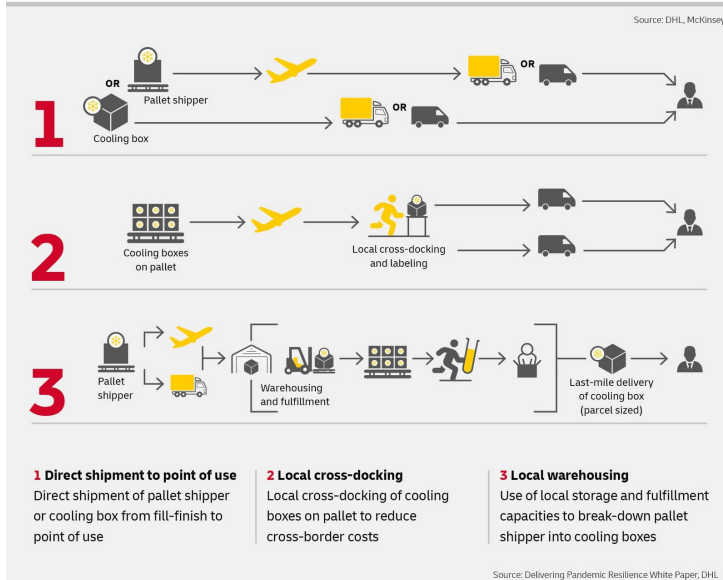 Source: DHL, McKinsey
1
OR
Pallet shipper
Cooling box
OR
OR
2
Cooling boxes
on pallet
Local cross-docking
and labeling
3
Pallet
shipper
Warehousing
and fulfillment
Last-mile delivery
of cooling box
(parcel sized)
1 Direct shipment to point of use
Direct shipment of pallet shipper
or cooling box from fill-finish to
point of use
2 Local cross-docking
Local cross-docking of cooling
boxes on pallet to reduce
cross-border costs
3 Local warehousing
Use of local storage and fulfillment
capacities to break-down pallet
shipper into cooling boxes
Source: Delivering Pandemic Resilience White Paper, DHL